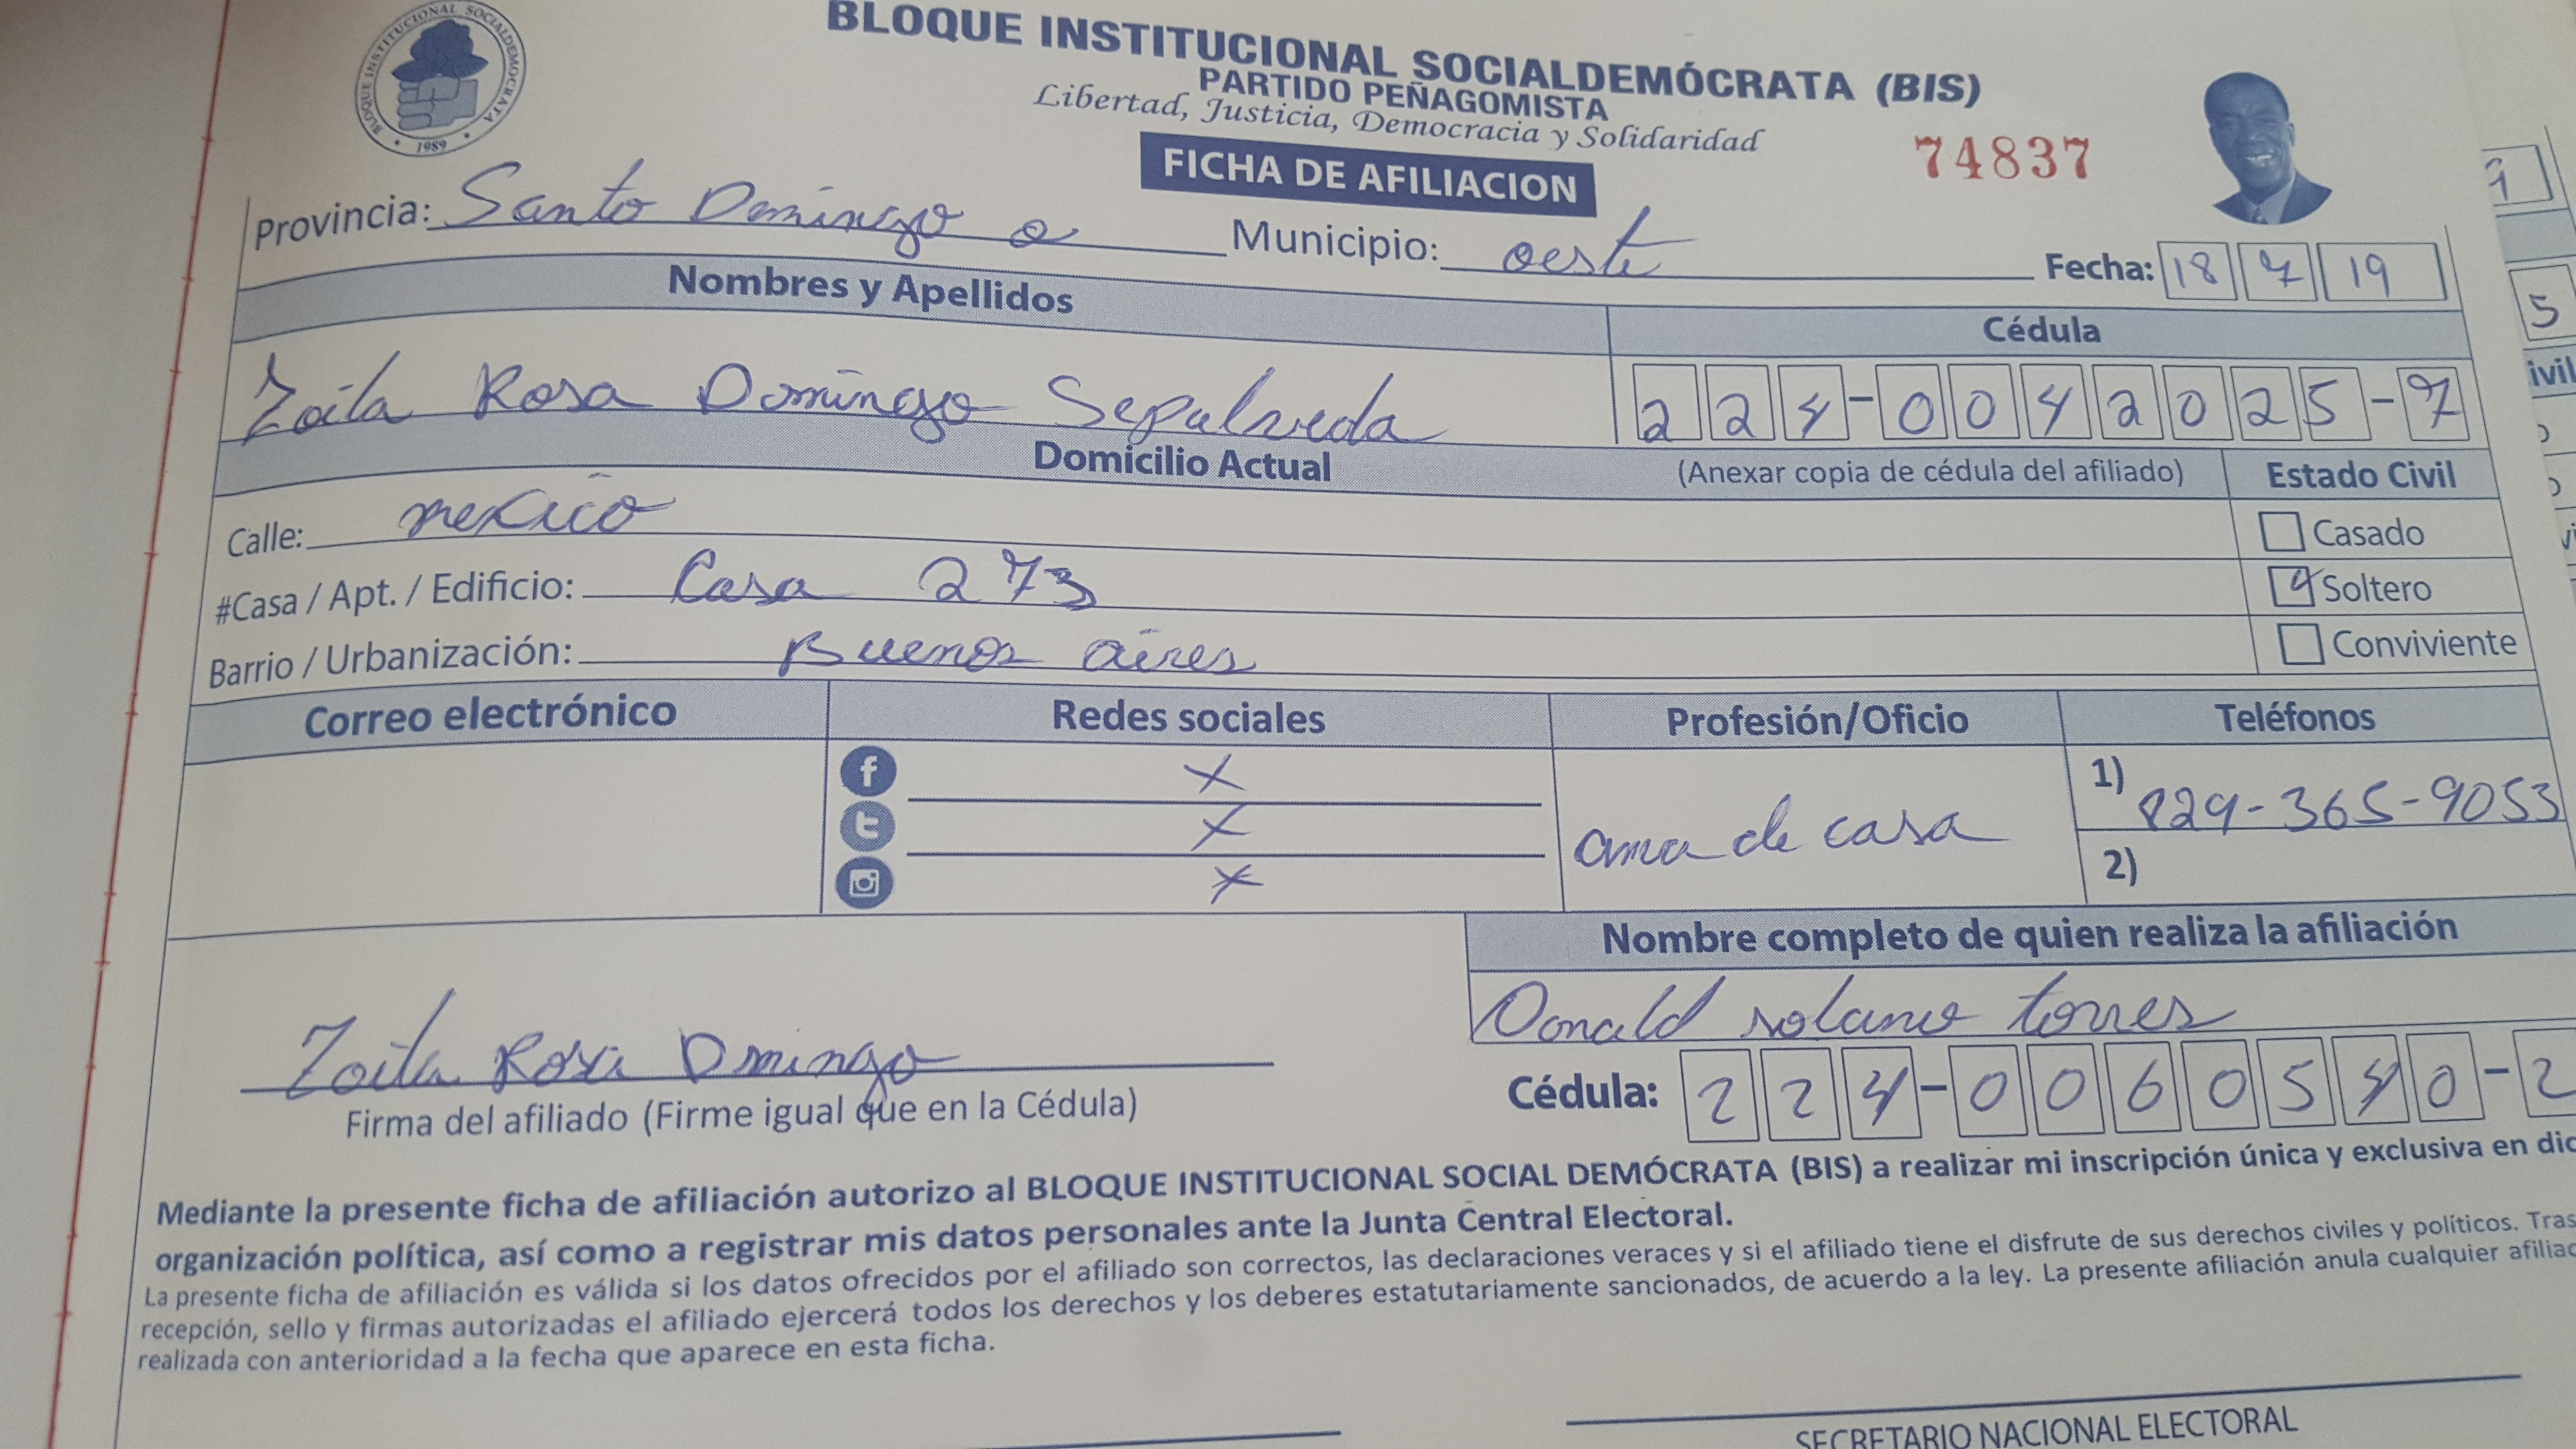 BLOQUE INSTITUCIONAL SOCIALDEMOCRATA
1989
BLOQUE INSTITUCIONAL SOCIALDEMÓCRATA (BIS)
PARTIDO PEÑAGOMISTA
Libertad, Justicia, Democracia y Solidaridad
FICHA DE AFILIACION
74837
Provincia: Santo Domingo o Municipio: oeste Fecha: 18 7 19
Nombres y Apellidos Cédula
Zoila Rosa Domingo Sepulveda 224-0042025-7
Domicilio Actual (Anexar copia de cédula del afiliado) Estado Civil
Calle: mexico Casado
#Casa / Apt. / Edificio: Casa 273 Soltero
Barrio / Urbanización: Buenos aires Conviviente
Correo electrónico Redes sociales Profesión/Oficio Teléfonos
f X
t X
X
ama de casa
1) 829-365-9053
2)
Nombre completo de quien realiza la afiliación
Donald solano torres
Zoila Rosa Dmingo
Firma del afiliado (Firme igual que en la Cédula)
Cédula: 224-0060540-2
Mediante la presente ficha de afiliación autorizo al BLOQUE INSTITUCIONAL SOCIAL DEMÓCRATA (BIS) a realizar mi inscripción única y exclusiva en dic
organización política, así como a registrar mis datos personales ante la Junta Central Electoral.
La presente ficha de afiliación es válida si los datos ofrecidos por el afiliado son correctos, las declaraciones veraces y si el afiliado tiene el disfrute de sus derechos civiles y políticos. Tras
recepción, sello y firmas autorizadas el afiliado ejercerá todos los derechos y los deberes estatutariamente sancionados, de acuerdo a la ley. La presente afiliación anula cualquier afiliac
realizada con anterioridad a la fecha que aparece en esta ficha.
SECRETARIO NACIONAL ELECTORAL
9
5
ivil